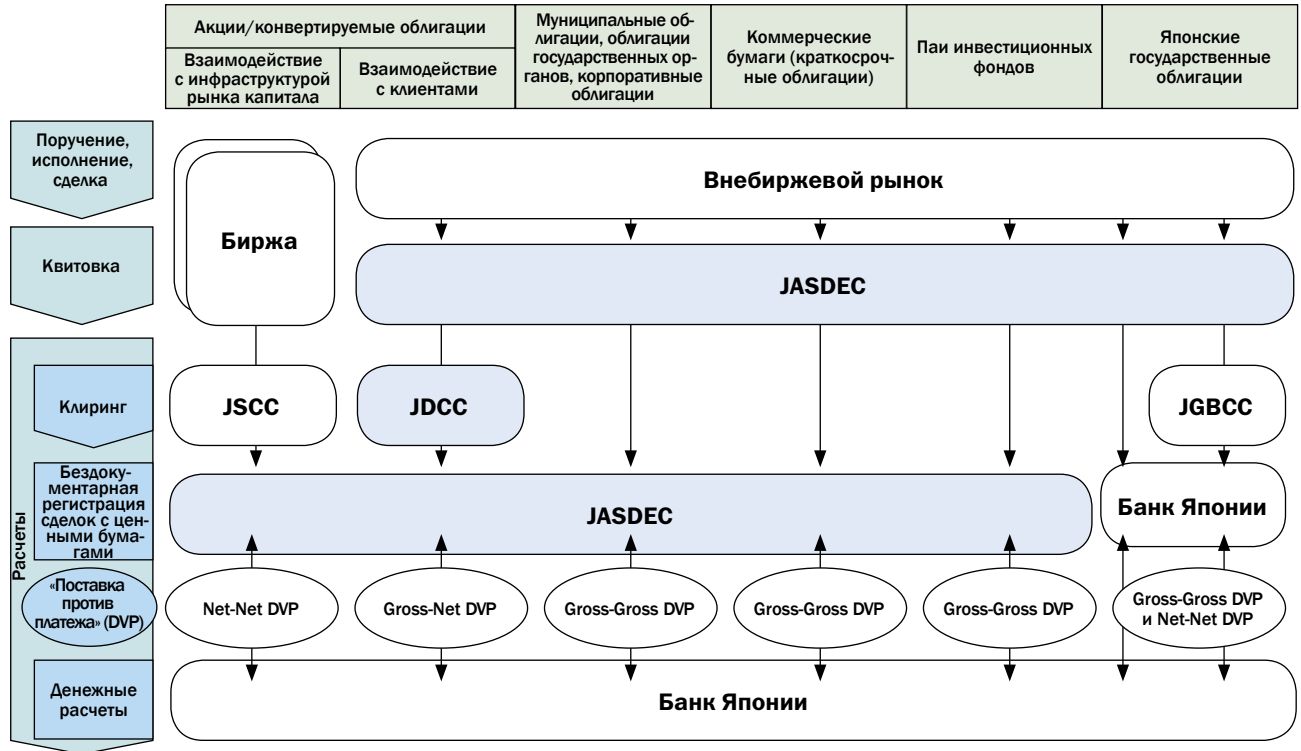 Акции/конвертируемые облигации
Взаимодействие
с инфраструктурой
рынка капитала
Взаимодействие
с клиентами
Муниципальные об-
лигации, облигации
государственных ор-
ганов, корпоративные
облигации
Коммерческие
бумаги (краткосроч-
ные облигации)
Паи инвестиционных
фондов
Японские
государственные
облигации
Поручение,
исполнение,
сделка
Биржа
Внебиржевой рынок
Квитовка
JASDEC
Расчеты
Клиринг
JSCC
JDCC
JGBCC
Бездоку-
ментарная
регистрация
сделок с цен-
ными бума-
гами
JASDEC
Банк Японии
«Поставка
против
платежа» (DVP)
Net-Net DVP
Gross-Net DVP
Gross-Gross DVP
Gross-Gross DVP
Gross-Gross DVP
Gross-Gross DVP
и Net-Net DVP
Денежные
расчеты
Банк Японии